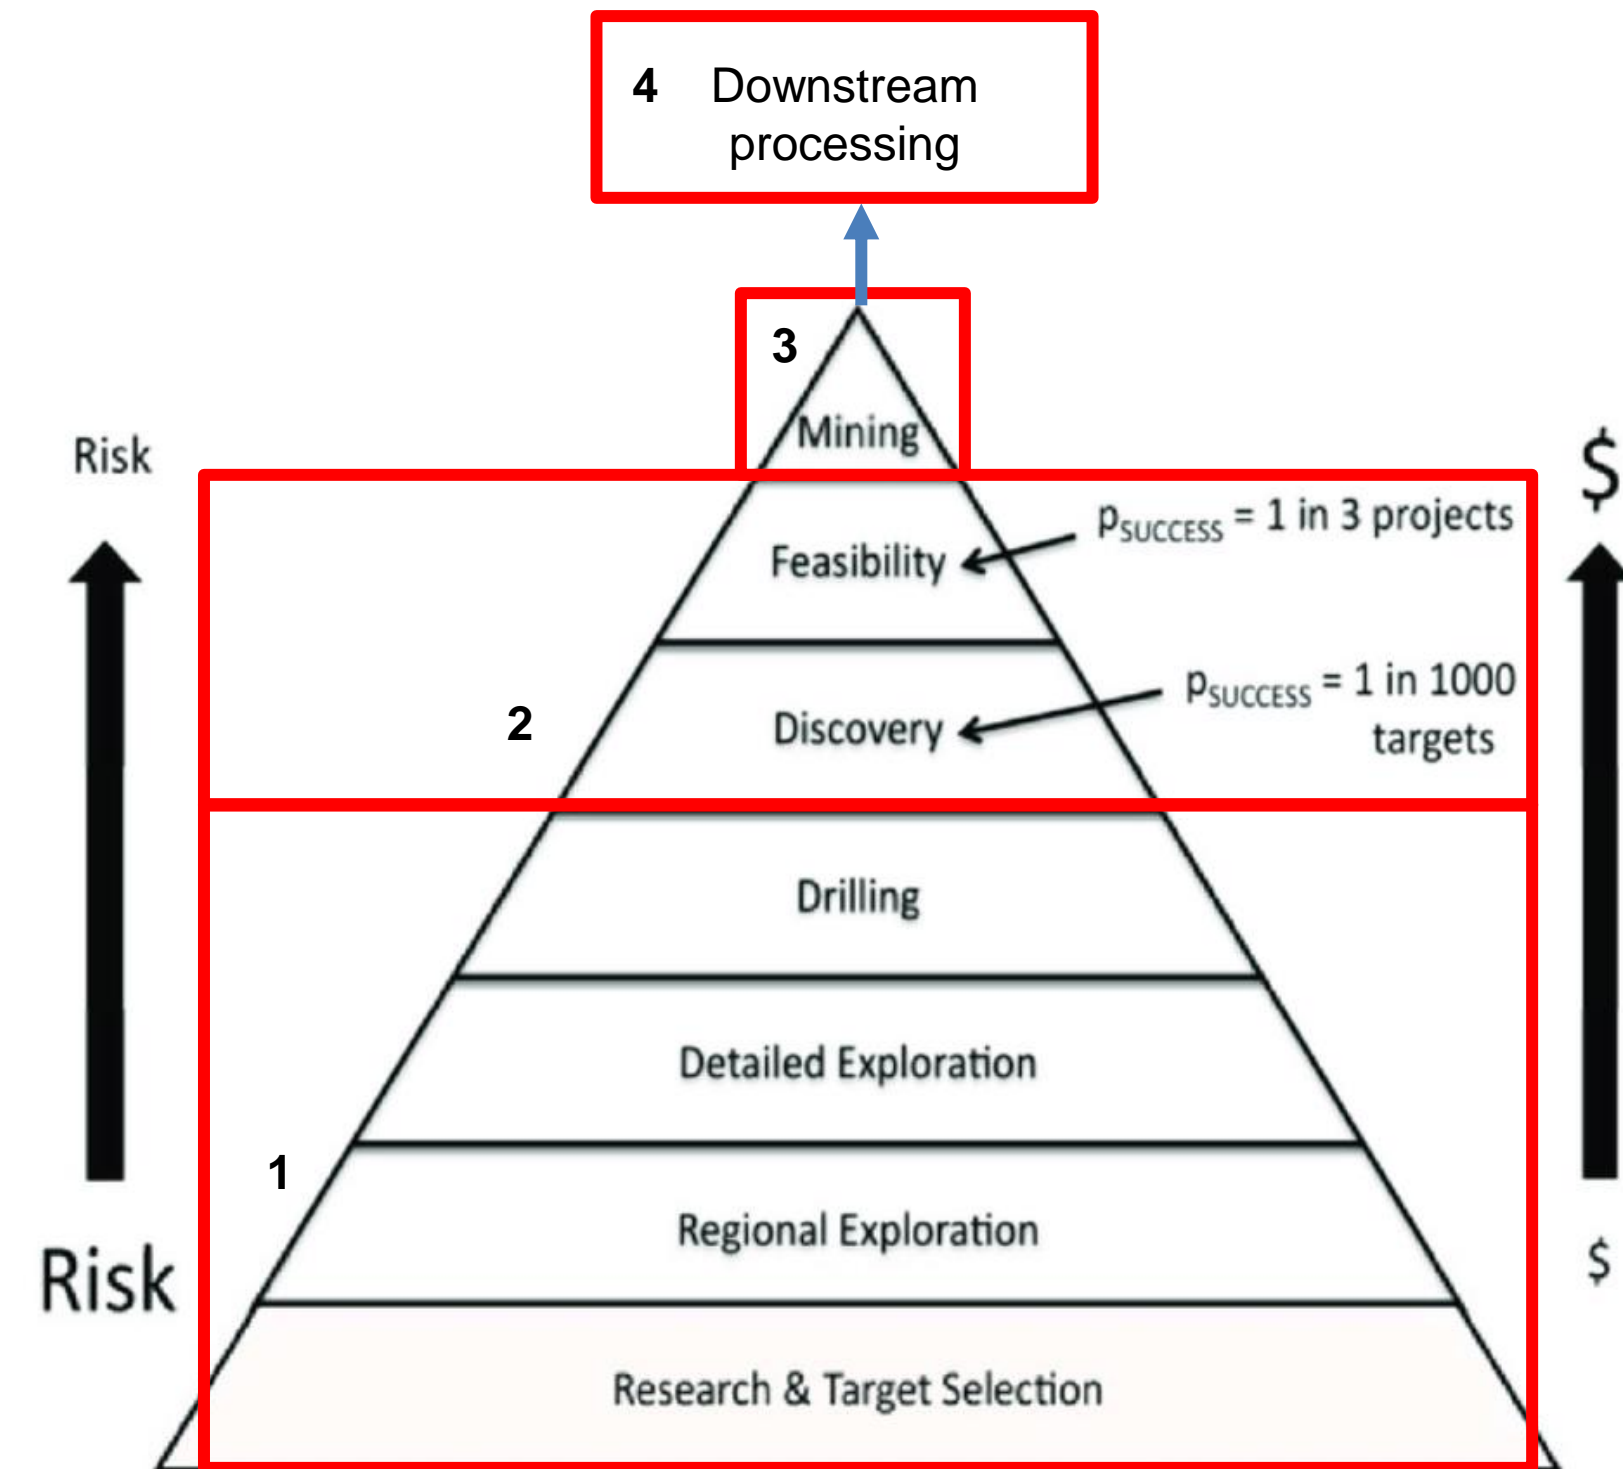 4 Downstream
processing
3
Mining
Risk
$
Feasibility
pSUCCESS = 1 in 3 projects
2
Discovery
pSUCCESS = 1 in 1000
targets
Drilling
Detailed Exploration
1
Regional Exploration
Risk
$
Research & Target Selection